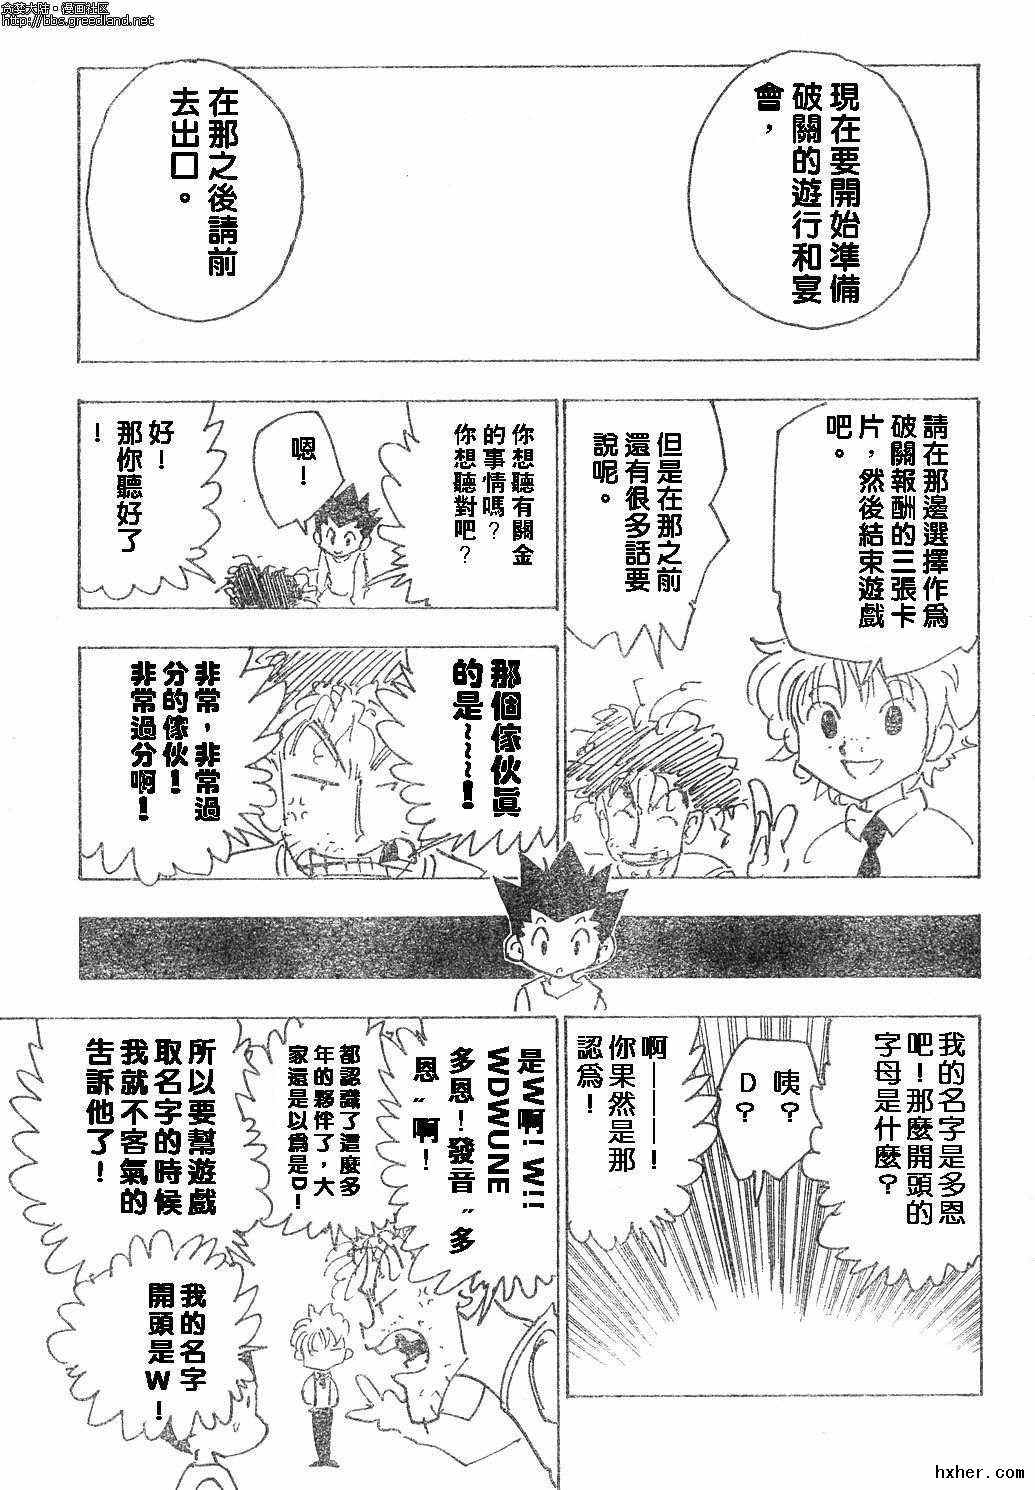 贪婪大陆·漫画社区
http://bbs.greedland.net
現在要開始準備
破關的遊行和宴
會，
在那之後請前
去出口。
請在那邊選擇作為
破關報酬的三張卡
片，然後結束遊戲
吧。
但是在那之前
還有很多話要
說呢。
你想聽有關金
的事情嗎？
你想聽對吧？
嗯！
好！
那你聽好了
！
那個傢伙真
的是~~~！
非常，非常過
分的傢伙！
非常過分啊！
我的名字是多恩
吧！那麼開頭的
字母是什麼？
咦？
D？
啊———！
你果然是那
認為！
是W啊！W!!
WDWUNE
多恩！發音〝多
恩〞啊！
都認識了這麼多
年的夥伴了，大
家還是以為是D！
所以要幫遊戲
取名字的時候
我就不客氣的
告訴他了！
我的名字
開頭是W！
hxher.com